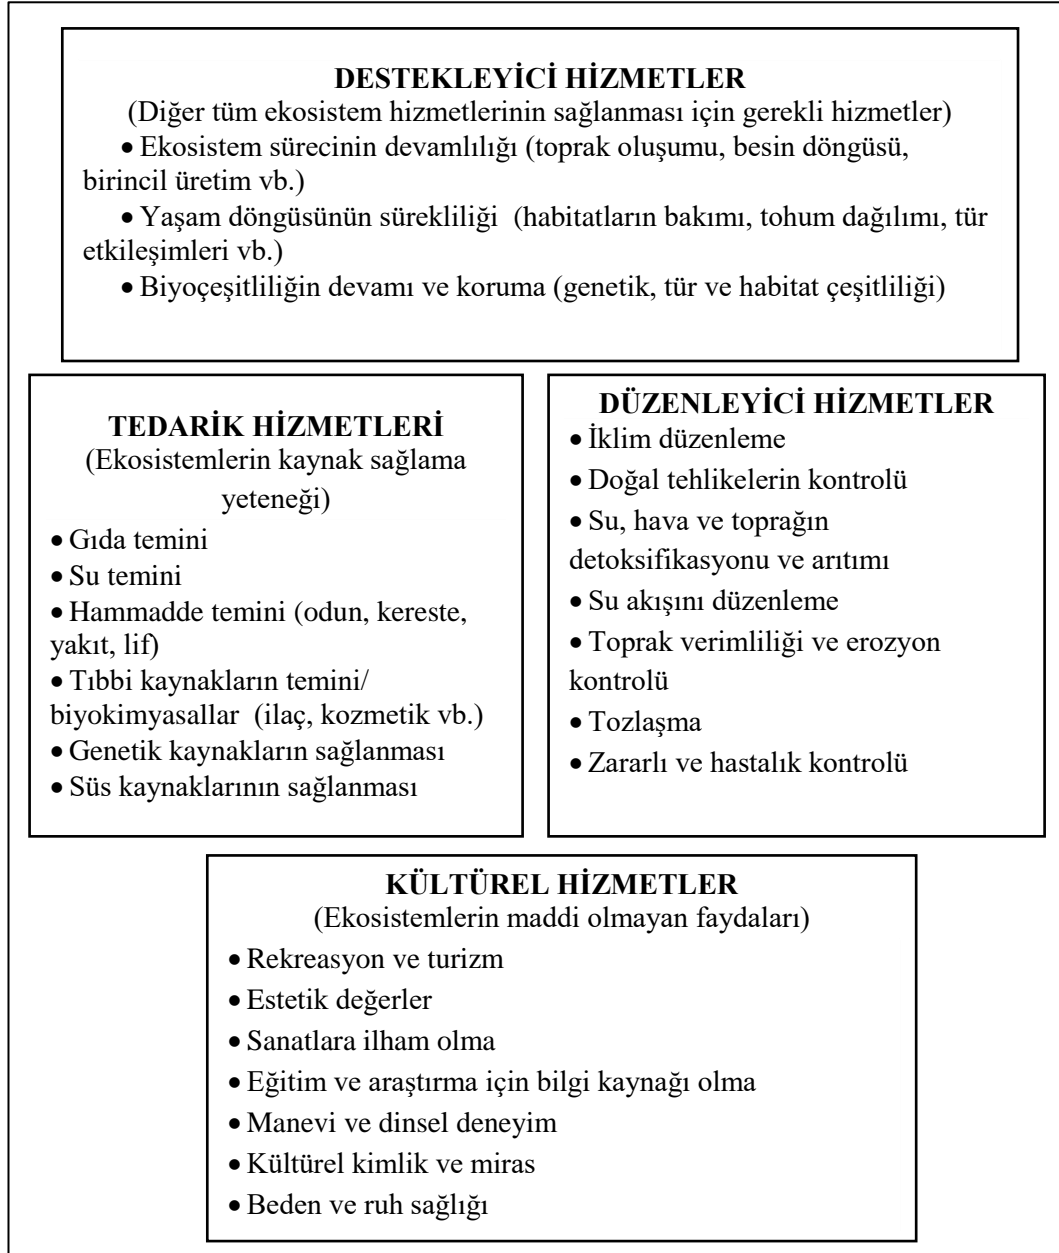 DESTEKLEYİCİ HİZMETLER
(Diğer tüm ekosistem hizmetlerinin sağlanması için gerekli hizmetler)
• Ekosistem sürecinin devamlılığı (toprak oluşumu, besin döngüsü,
birincil üretim vb.)
• Yaşam döngüsünün sürekliliği (habitatların bakımı, tohum dağılımı, tür
etkileşimleri vb.)
• Biyoçeşitliliğin devamı ve koruma (genetik, tür ve habitat çeşitliliği)
TEDARİK HİZMETLERİ
(Ekosistemlerin kaynak sağlama
yeteneği)
• Gıda temini
• Su temini
• Hammadde temini (odun, kereste,
yakıt, lif)
• Tıbbi kaynakların temini/
biyokimyasallar (ilaç, kozmetik vb.)
• Genetik kaynakların sağlanması
• Süs kaynaklarının sağlanması
DÜZENLEYİCİ HİZMETLER
• İklim düzenleme
• Doğal tehlikelerin kontrolü
• Su, hava ve toprağın
detoksifikasyonu ve arıtımı
• Su akışını düzenleme
• Toprak verimliliği ve erozyon
kontrolü
• Tozlaşma
• Zararlı ve hastalık kontrolü
KÜLTÜREL HİZMETLER
(Ekosistemlerin maddi olmayan faydaları)
• Rekreasyon ve turizm
• Estetik değerler
• Sanatlara ilham olma
• Eğitim ve araştırma için bilgi kaynağı olma
• Manevi ve dinsel deneyim
• Kültürel kimlik ve miras
• Beden ve ruh sağlığı